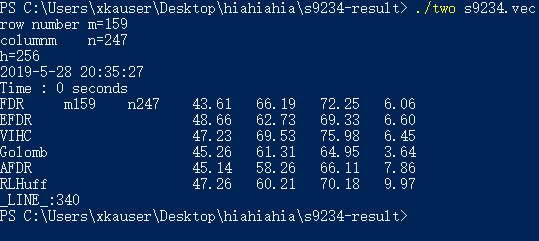 PS C:\Users\xkauser\Desktop\hiahiahia\s9234-result> ./two s9234.vec
row number m=159
columnm    n=247
h=256
2019-5-28 20:35:27
Time : 0 seconds
FDR     m159    n247    43.61   66.19   72.25   6.06
EFDR                    48.66   62.73   69.33   6.60
VIHC                    47.23   69.53   75.98   6.45
Golomb                  45.26   61.31   64.95   3.64
AFDR                    45.14   58.26   66.11   7.86
RLHuff                  47.26   60.21   70.18   9.97
_LINE_:340
PS C:\Users\xkauser\Desktop\hiahiahia\s9234-result>